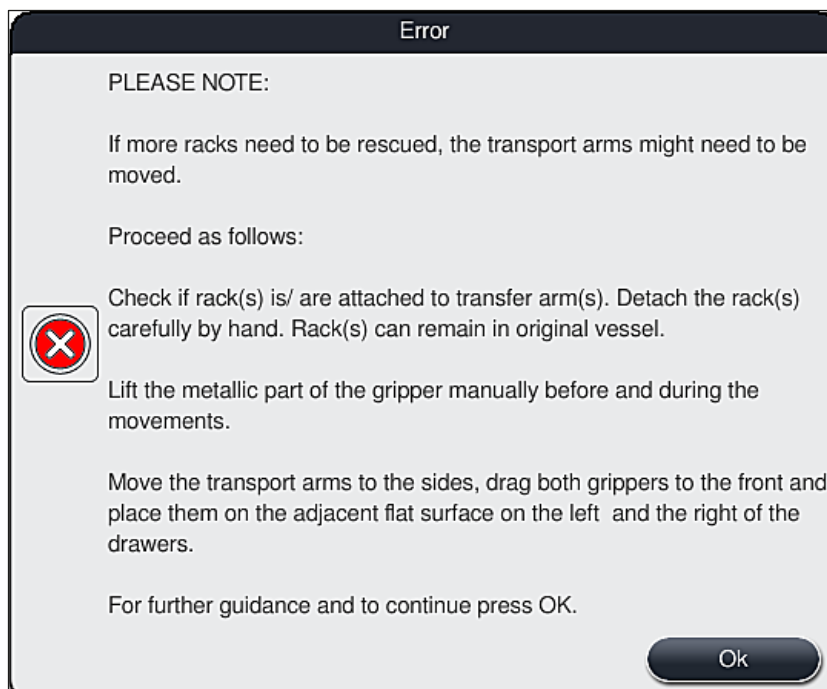 Error
PLEASE NOTE:
If more racks need to be rescued, the transport arms might need to be
moved.
Proceed as follows:
Check if rack(s) is/ are attached to transfer arm(s). Detach the rack(s)
carefully by hand. Rack(s) can remain in original vessel.
Lift the metallic part of the gripper manually before and during the
movements.
Move the transport arms to the sides, drag both grippers to the front and
place them on the adjacent flat surface on the left  and the right of the
drawers.
For further guidance and to continue press OK.
Ok